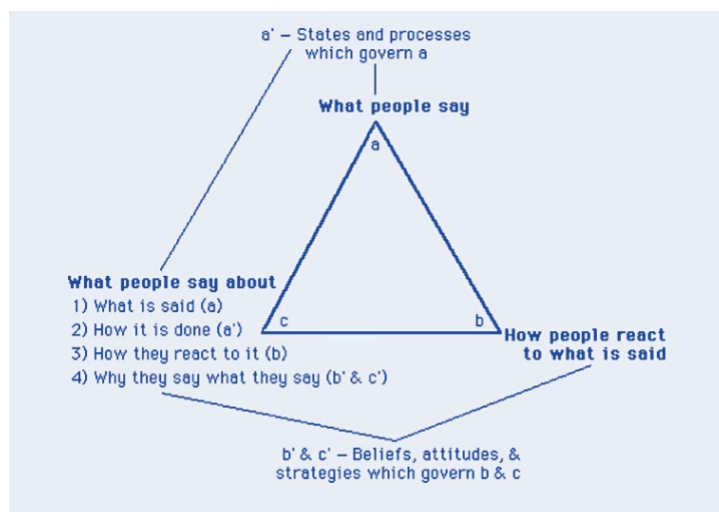 a' – States and processes
which govern a
What people say
a
What people say about
1) What is said (a)
2) How it is done (a')
3) How they react to it (b)
4) Why they say what they say (b' & c')
c
b
How people react
to what is said
b' & c' – Beliefs, attitudes, &
strategies which govern b & c